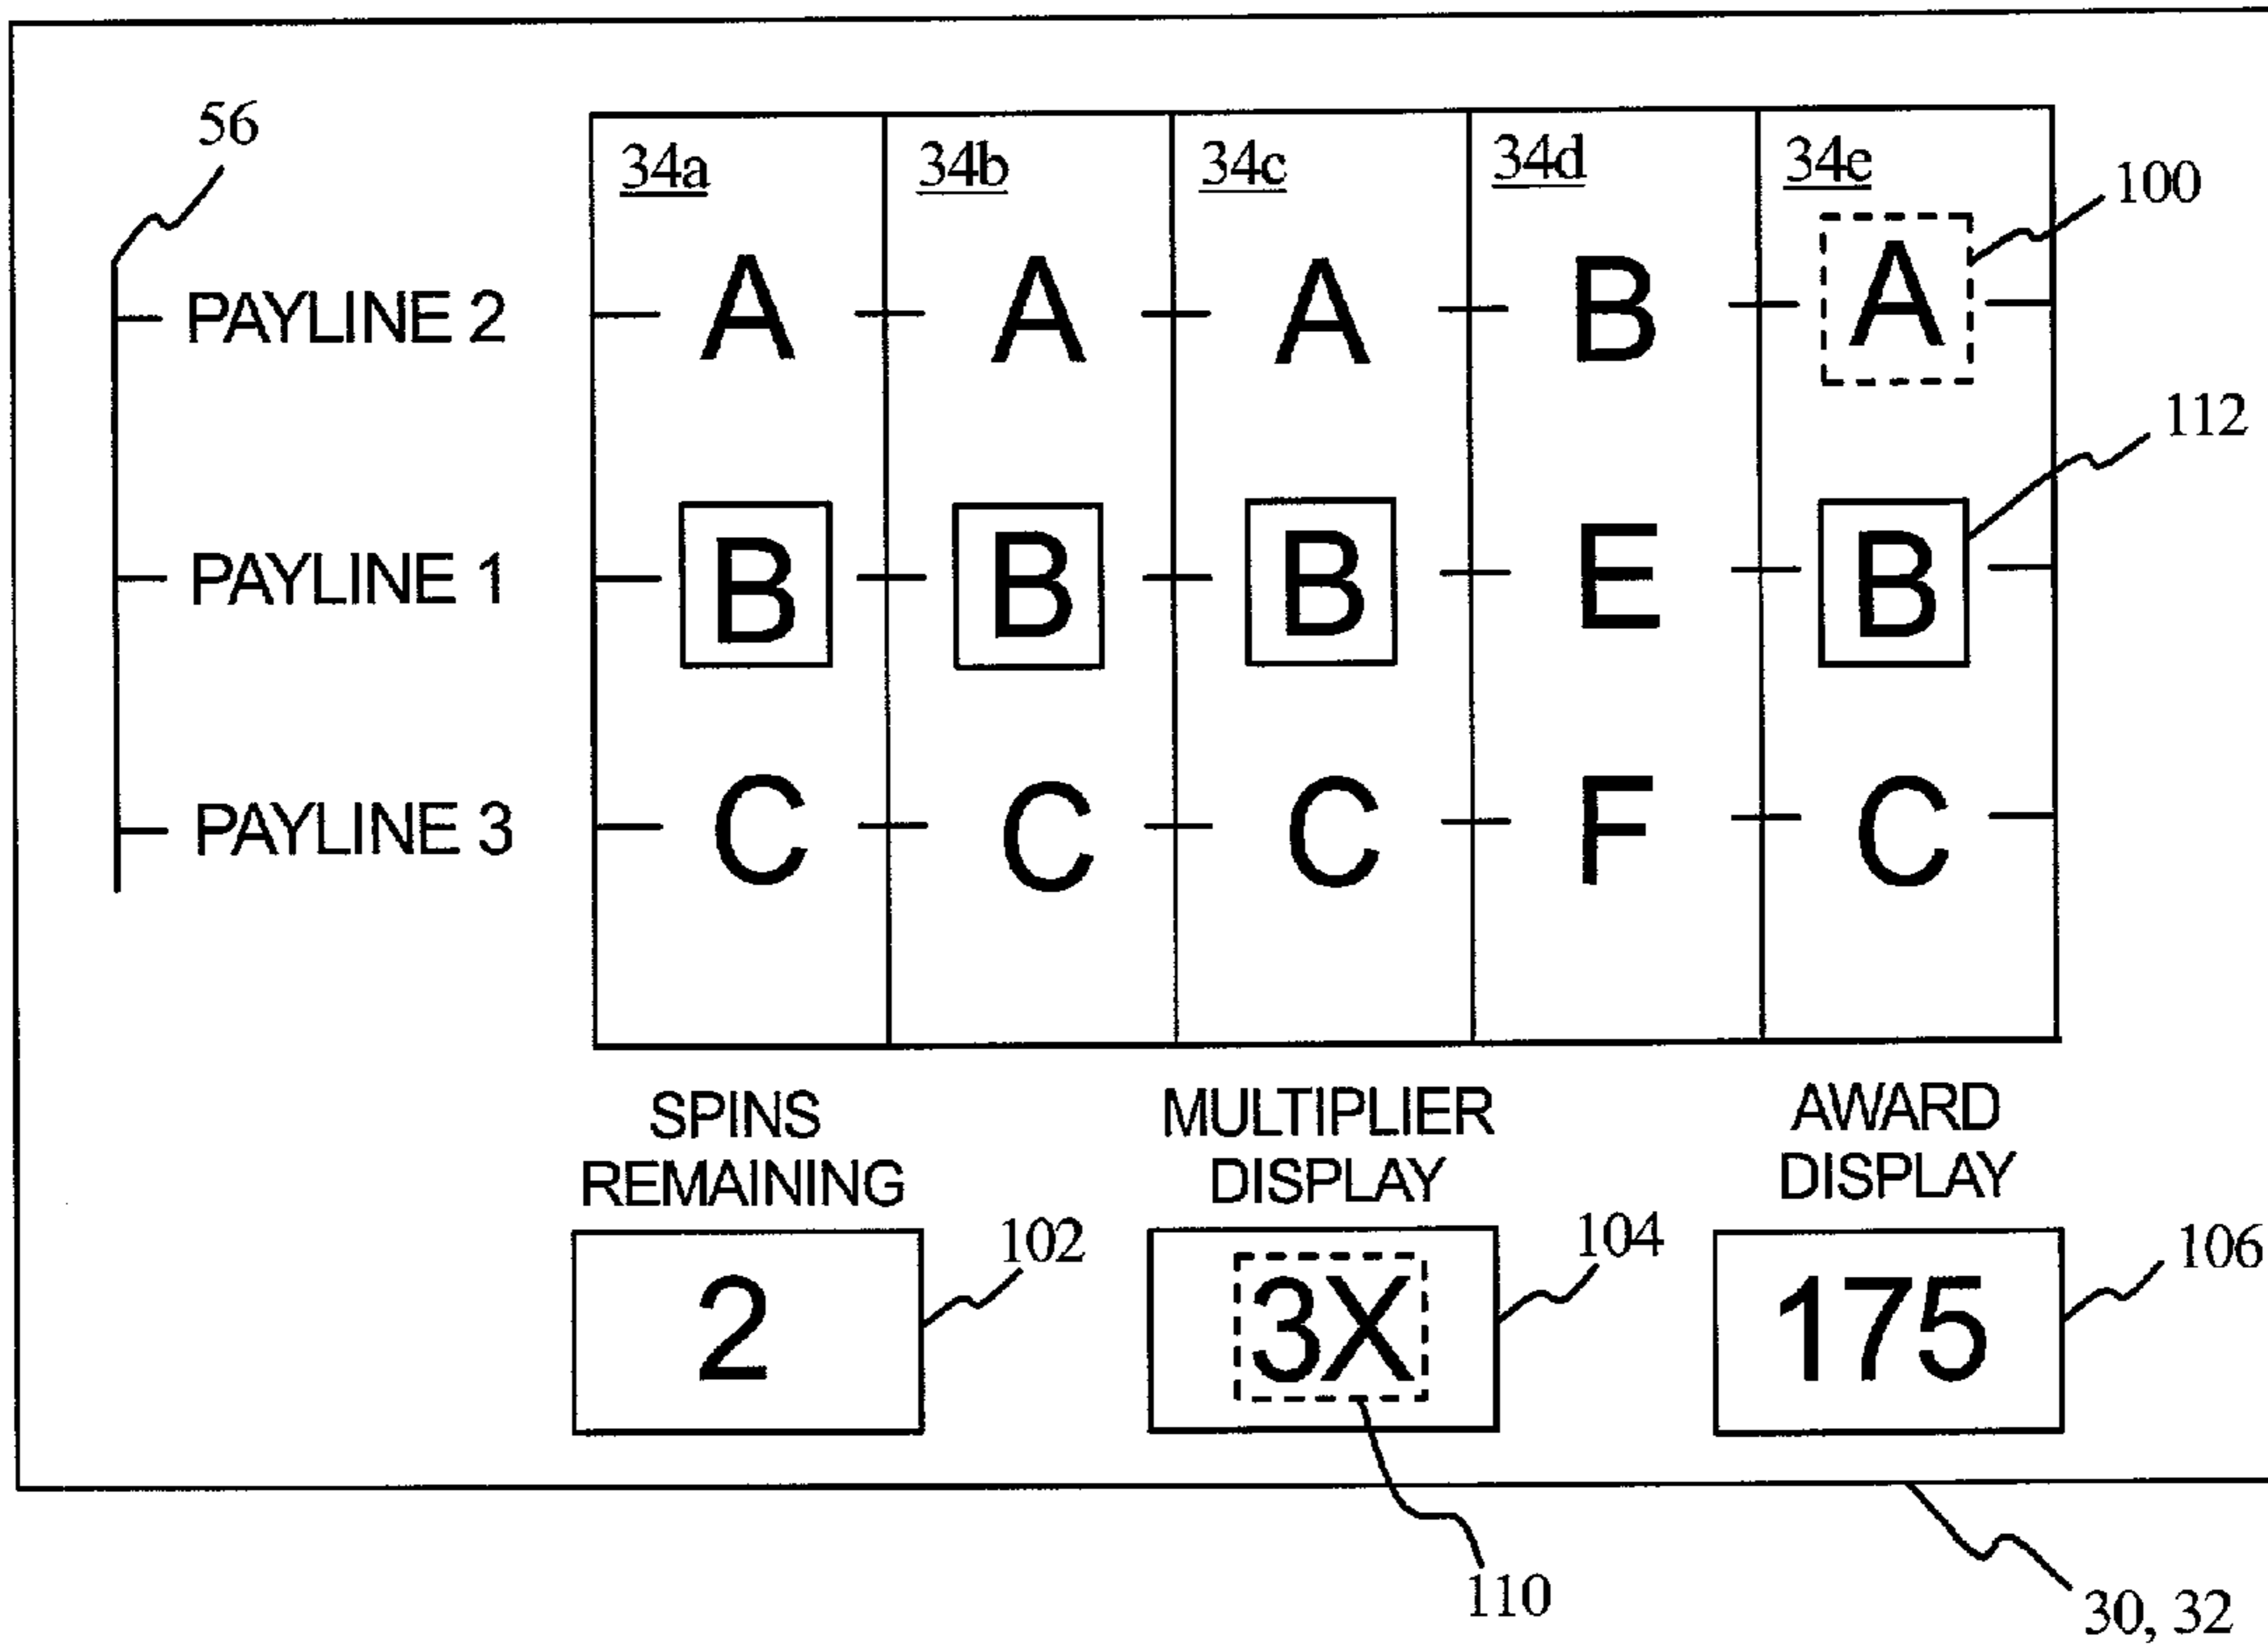 56
34a 34b 34c 34d 34e
100
PAYLINE 2 A A A B A
112
PAYLINE 1 B B B E B
PAYLINE 3 C C C F C
SPINS REMAINING
MULTIPLIER DISPLAY
AWARD DISPLAY
102
104
106
2 3X 175
110
30, 32